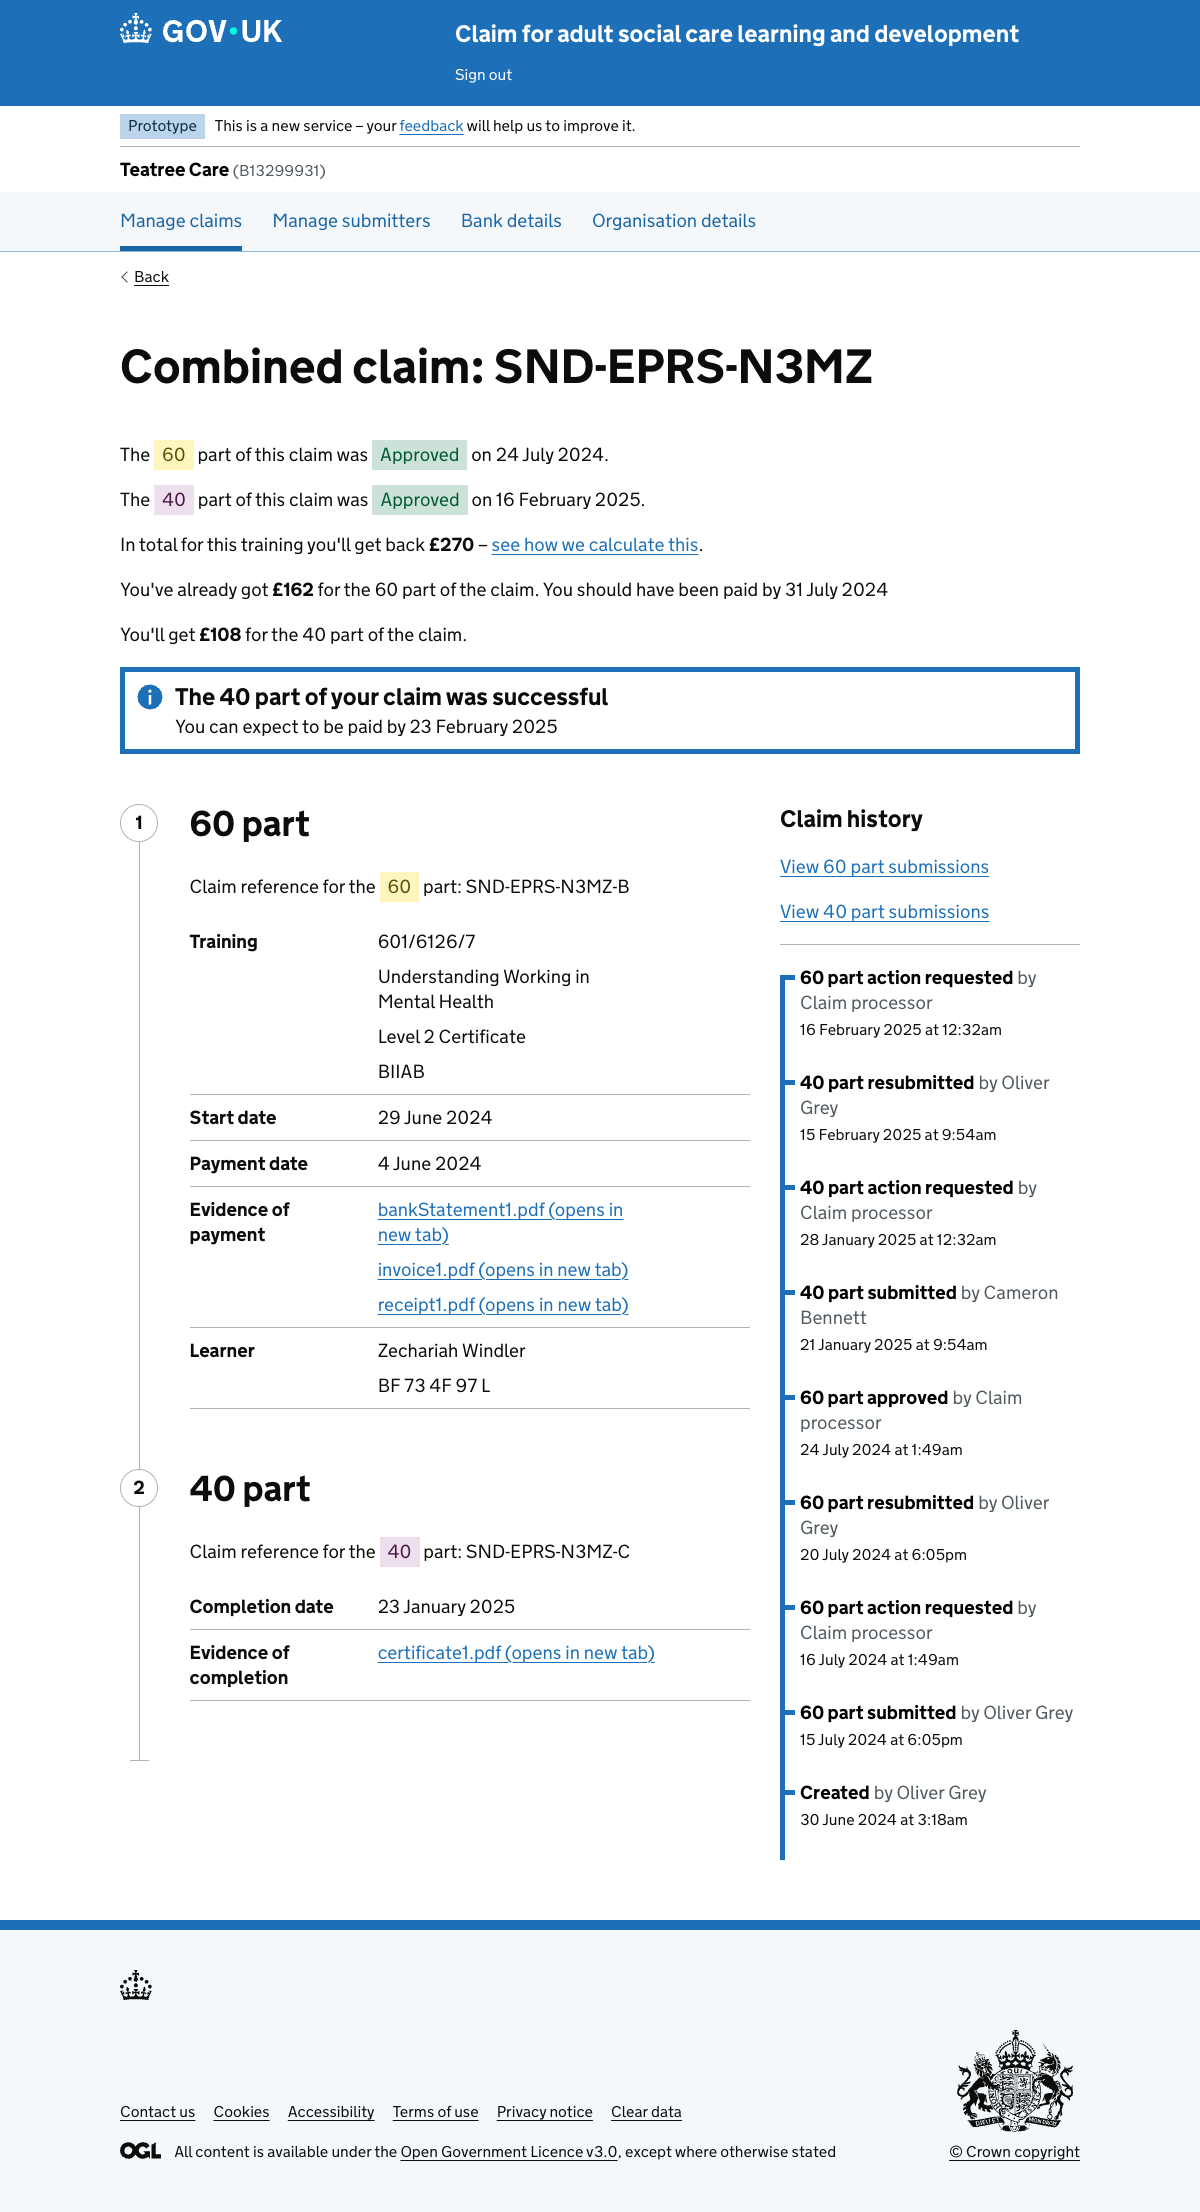 GOV·UK
Claim for adult social care learning and development
Sign out
Prototype This is a new service – your feedback will help us to improve it.
Teatree Care (B13299931)
Manage claims Manage submitters Bank details Organisation details
Back
Combined claim: SND-EPRS-N3MZ
The 60 part of this claim was Approved on 24 July 2024.
The 40 part of this claim was Approved on 16 February 2025.
In total for this training you'll get back £270 – see how we calculate this.
You've already got £162 for the 60 part of the claim. You should have been paid by 31 July 2024
You'll get £108 for the 40 part of the claim.
The 40 part of your claim was successful
You can expect to be paid by 23 February 2025
1
60 part
Claim reference for the 60 part: SND-EPRS-N3MZ-B
Training 601/6126/7
Understanding Working in
Mental Health
Level 2 Certificate
BIIAB
Start date 29 June 2024
Payment date 4 June 2024
Evidence of
payment
bankStatement1.pdf (opens in
new tab)
invoice1.pdf (opens in new tab)
receipt1.pdf (opens in new tab)
Learner Zechariah Windler
BF 73 4F 97 L
2
40 part
Claim reference for the 40 part: SND-EPRS-N3MZ-C
Completion date 23 January 2025
Evidence of
completion
certificate1.pdf (opens in new tab)
Claim history
View 60 part submissions
View 40 part submissions
60 part action requested by
Claim processor
16 February 2025 at 12:32am
40 part resubmitted by Oliver
Grey
15 February 2025 at 9:54am
40 part action requested by
Claim processor
28 January 2025 at 12:32am
40 part submitted by Cameron
Bennett
21 January 2025 at 9:54am
60 part approved by Claim
processor
24 July 2024 at 1:49am
60 part resubmitted by Oliver
Grey
20 July 2024 at 6:05pm
60 part action requested by
Claim processor
16 July 2024 at 1:49am
60 part submitted by Oliver Grey
15 July 2024 at 6:05pm
Created by Oliver Grey
30 June 2024 at 3:18am
Contact us Cookies Accessibility Terms of use Privacy notice Clear data
OGL All content is available under the Open Government Licence v3.0, except where otherwise stated
© Crown copyright